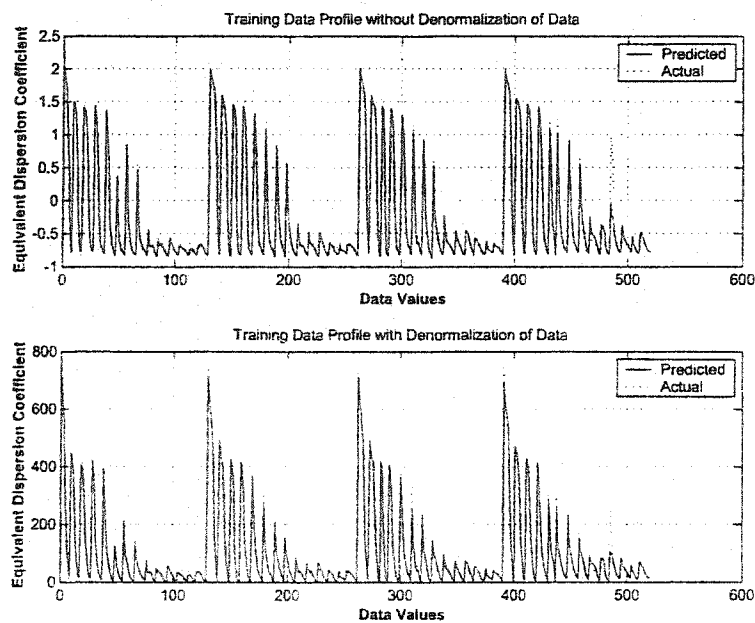 Training Data Profile without Denormalization of Data
2.5
2
1.5
1
0.5
0
-0.5
-1
Equivalent Dispersion Coefficient
Predicted
Actual
0
100
200
300
400
500
600
Data Values
Training Data Profile with Denormalization of Data
800
600
400
200
0
Equivalent Dispersion Coefficient
Predicted
Actual
0
100
200
300
400
500
600
Data Values